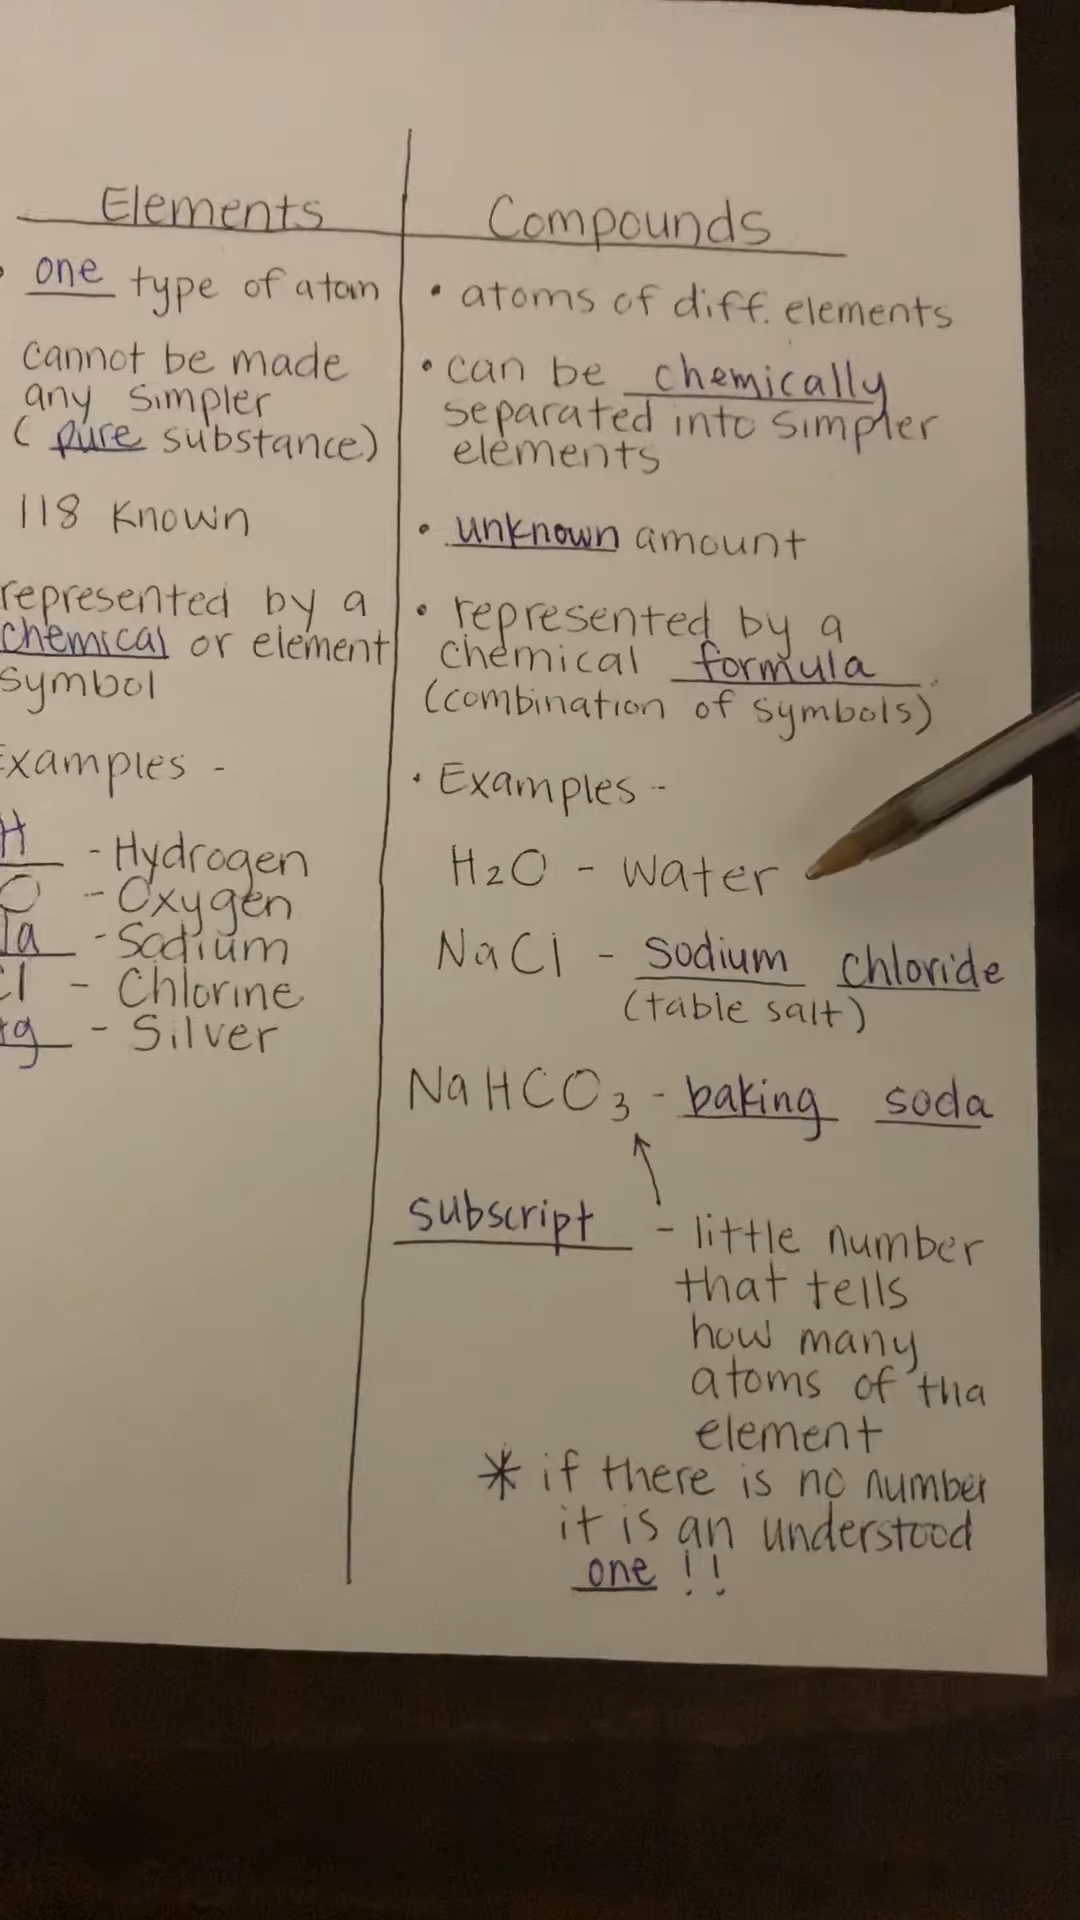 Elements
one type of atom
cannot be made
any simpler
(pure substance)
118 known
represented by a
chemical or element
symbol
Examples -
H - Hydrogen
O - Oxygen
Na - Sodium
Cl - Chlorine
Ag - Silver
Compounds
• atoms of diff. elements
• can be chemically
separated into simpler
elements
• unknown amount
• represented by a
chemical formula
(combination of symbols)
• Examples -
H₂O - water
NaCl - sodium chloride
(table salt)
NaHCO₃ - baking soda
subscript - little number
that tells
how many
atoms of tha
element
* if there is no number
it is an understood
one !!